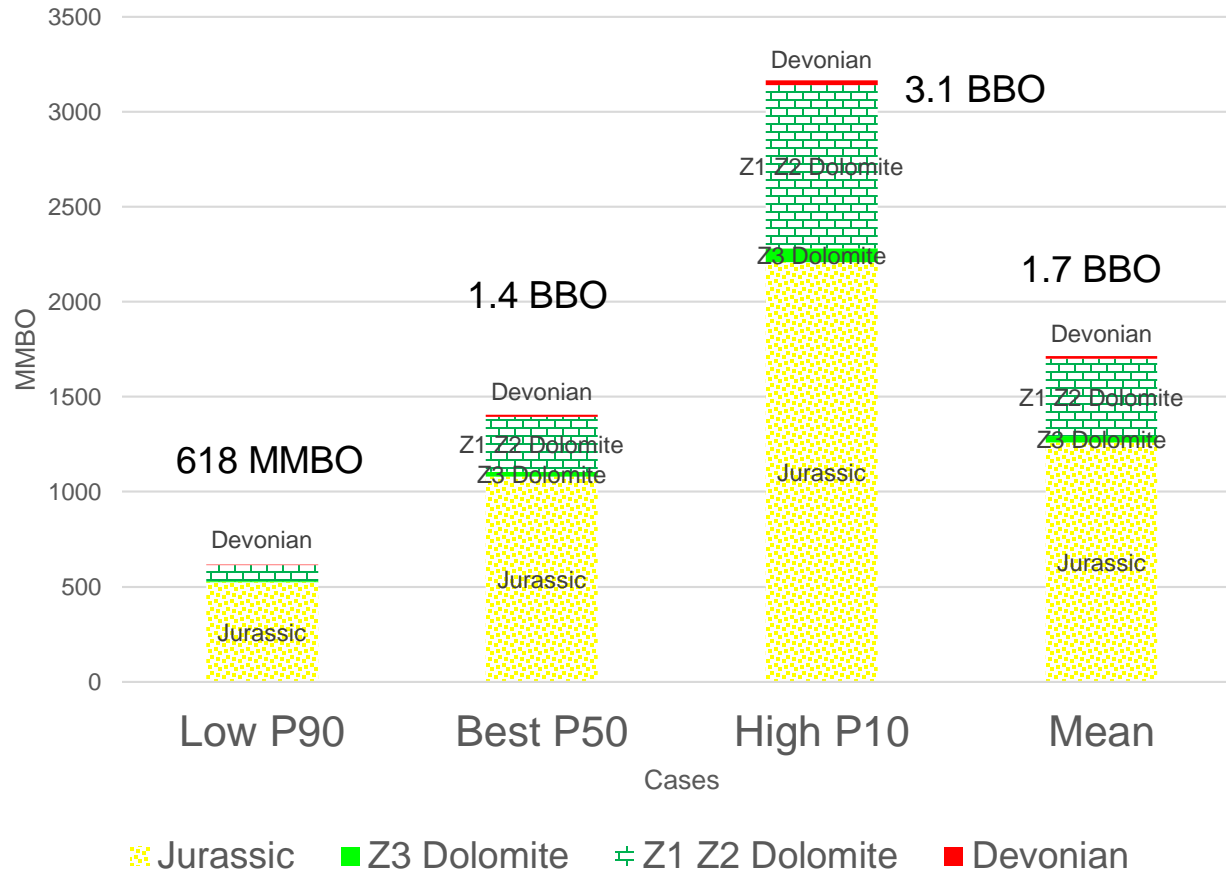 3500
3000
2500
2000
1500
1000
500
0
MMBO
618 MMBO
Devonian
Jurassic
1.4 BBO
Devonian
Z1 Z2 Dolomite
Z3 Dolomite
Jurassic
3.1 BBO
Devonian
Z1 Z2 Dolomite
Z3 Dolomite
Jurassic
1.7 BBO
Devonian
Z1 Z2 Dolomite
Z3 Dolomite
Jurassic
Low P90 Best P50 High P10 Mean
Cases
Jurassic Z3 Dolomite Z1 Z2 Dolomite Devonian